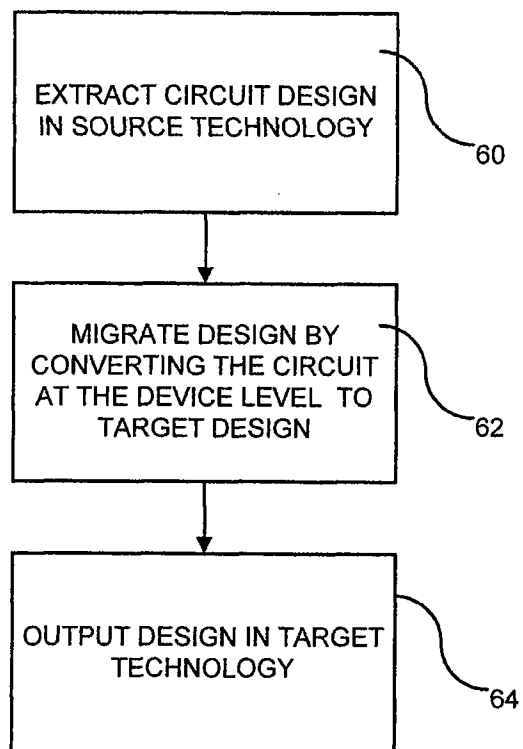 EXTRACT CIRCUIT DESIGN
IN SOURCE TECHNOLOGY
60
MIGRATE DESIGN BY
CONVERTING THE CIRCUIT
AT THE DEVICE LEVEL TO
TARGET DESIGN
62
OUTPUT DESIGN IN TARGET
TECHNOLOGY
64